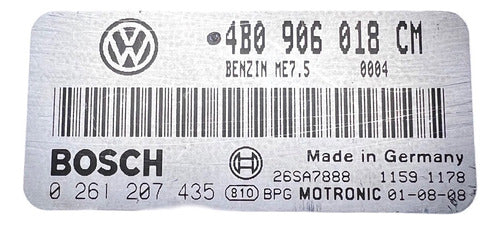 4B0 906 018 CM
BENZIN ME7.5 0004
BOSCH
Made in Germany
26SA7888 1159 1178
0 261 207 435 810 BPG MOTRONIC 01-08-08